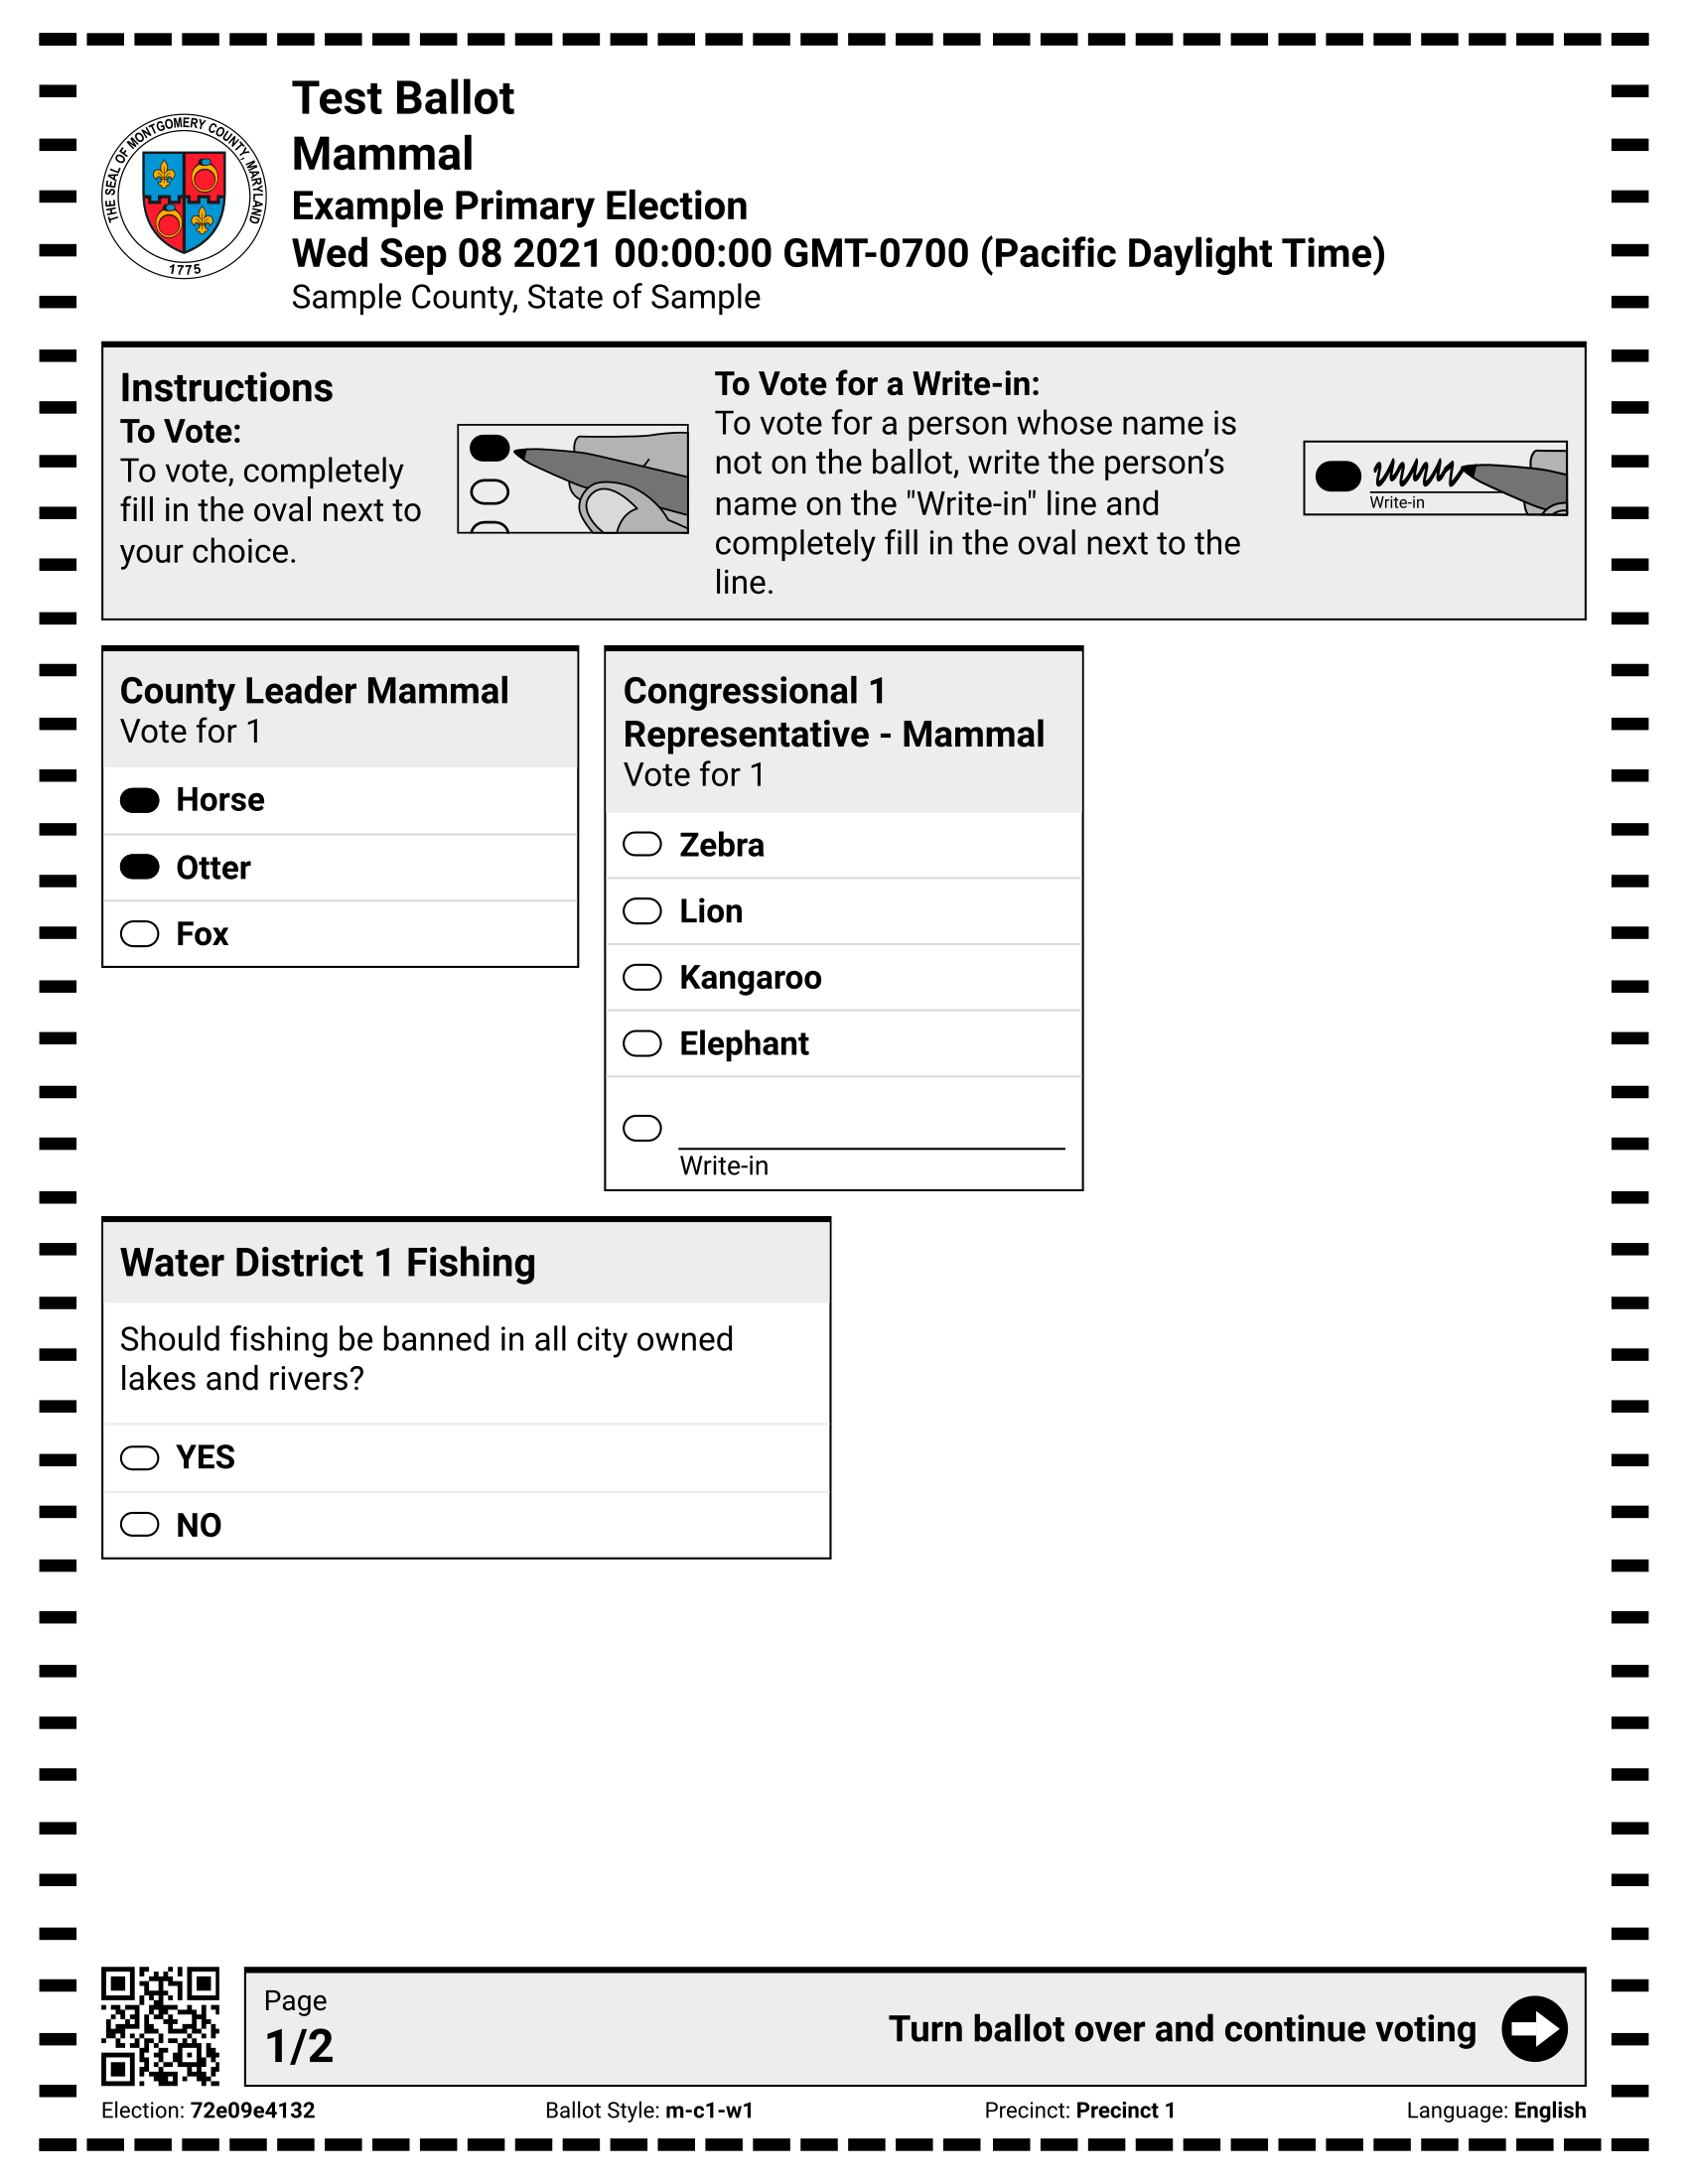 THE SEAL OF MONTGOMERY COUNTY, MARYLAND
1775
Test Ballot
Mammal
Example Primary Election
Wed Sep 08 2021 00:00:00 GMT-0700 (Pacific Daylight Time)
Sample County, State of Sample
Instructions
To Vote:
To vote, completely
fill in the oval next to
your choice.
To Vote for a Write-in:
To vote for a person whose name is
not on the ballot, write the person’s
name on the "Write-in" line and
completely fill in the oval next to the
line.
Write-in
County Leader Mammal
Vote for 1
Horse
Otter
Fox
Congressional 1
Representative - Mammal
Vote for 1
Zebra
Lion
Kangaroo
Elephant
Write-in
Water District 1 Fishing
Should fishing be banned in all city owned
lakes and rivers?
YES
NO
Page
1/2
Turn ballot over and continue voting
Election: 72e09e4132 Ballot Style: m-c1-w1 Precinct: Precinct 1 Language: English